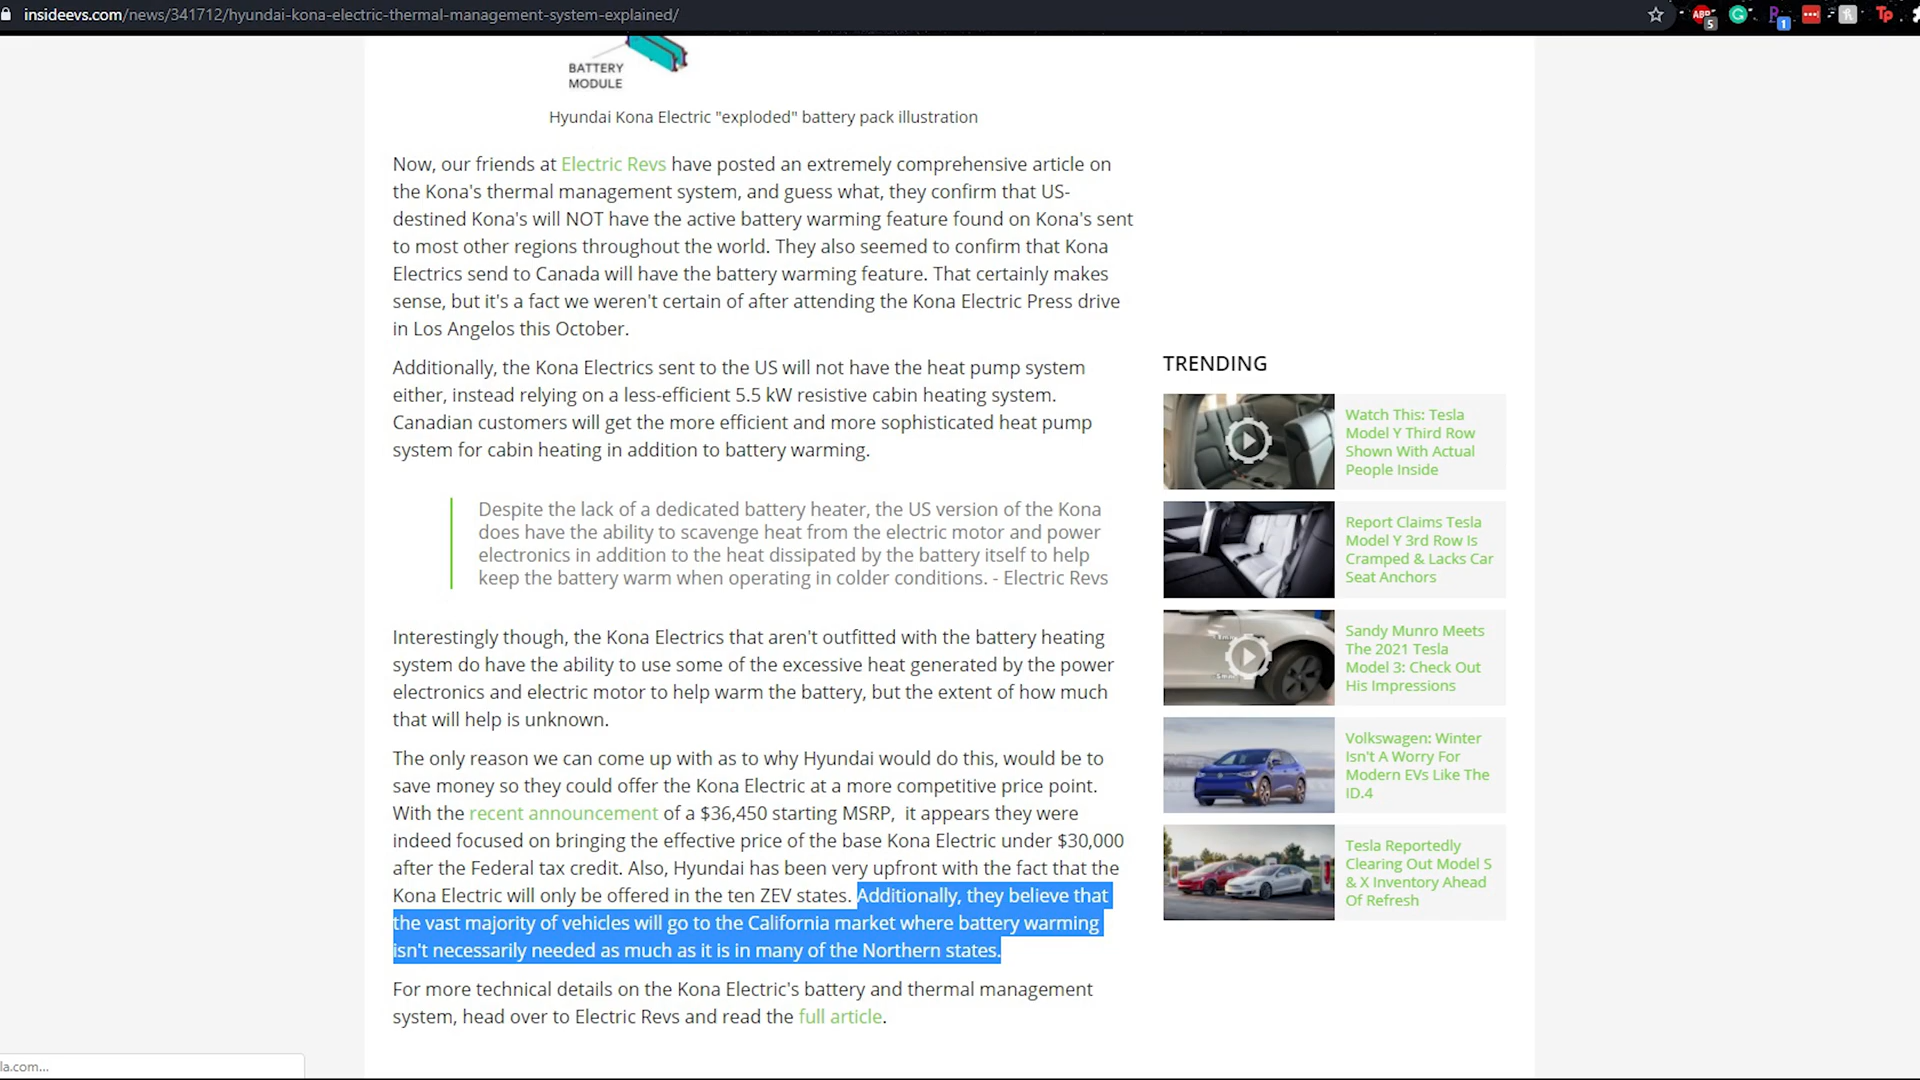 insideevs.com/news/341712/hyundai-kona-electric-thermal-management-system-explained/
ABP
5
G
1
Tp
BATTERY
MODULE
Hyundai Kona Electric "exploded" battery pack illustration
Now, our friends at Electric Revs have posted an extremely comprehensive article on
the Kona's thermal management system, and guess what, they confirm that US-
destined Kona's will NOT have the active battery warming feature found on Kona's sent
to most other regions throughout the world. They also seemed to confirm that Kona
Electrics send to Canada will have the battery warming feature. That certainly makes
sense, but it's a fact we weren't certain of after attending the Kona Electric Press drive
in Los Angelos this October.
Additionally, the Kona Electrics sent to the US will not have the heat pump system
either, instead relying on a less-efficient 5.5 kW resistive cabin heating system.
Canadian customers will get the more efficient and more sophisticated heat pump
system for cabin heating in addition to battery warming.
Despite the lack of a dedicated battery heater, the US version of the Kona
does have the ability to scavenge heat from the electric motor and power
electronics in addition to the heat dissipated by the battery itself to help
keep the battery warm when operating in colder conditions. - Electric Revs
Interestingly though, the Kona Electrics that aren't outfitted with the battery heating
system do have the ability to use some of the excessive heat generated by the power
electronics and electric motor to help warm the battery, but the extent of how much
that will help is unknown.
The only reason we can come up with as to why Hyundai would do this, would be to
save money so they could offer the Kona Electric at a more competitive price point.
With the recent announcement of a $36,450 starting MSRP, it appears they were
indeed focused on bringing the effective price of the base Kona Electric under $30,000
after the Federal tax credit. Also, Hyundai has been very upfront with the fact that the
Kona Electric will only be offered in the ten ZEV states. Additionally, they believe that
the vast majority of vehicles will go to the California market where battery warming
isn't necessarily needed as much as it is in many of the Northern states.
For more technical details on the Kona Electric's battery and thermal management
system, head over to Electric Revs and read the full article.
TRENDING
Watch This: Tesla
Model Y Third Row
Shown With Actual
People Inside
Report Claims Tesla
Model Y 3rd Row Is
Cramped & Lacks Car
Seat Anchors
Sandy Munro Meets
The 2021 Tesla
Model 3: Check Out
His Impressions
Volkswagen: Winter
Isn't A Worry For
Modern EVs Like The
ID.4
Tesla Reportedly
Clearing Out Model S
& X Inventory Ahead
Of Refresh
la.com...